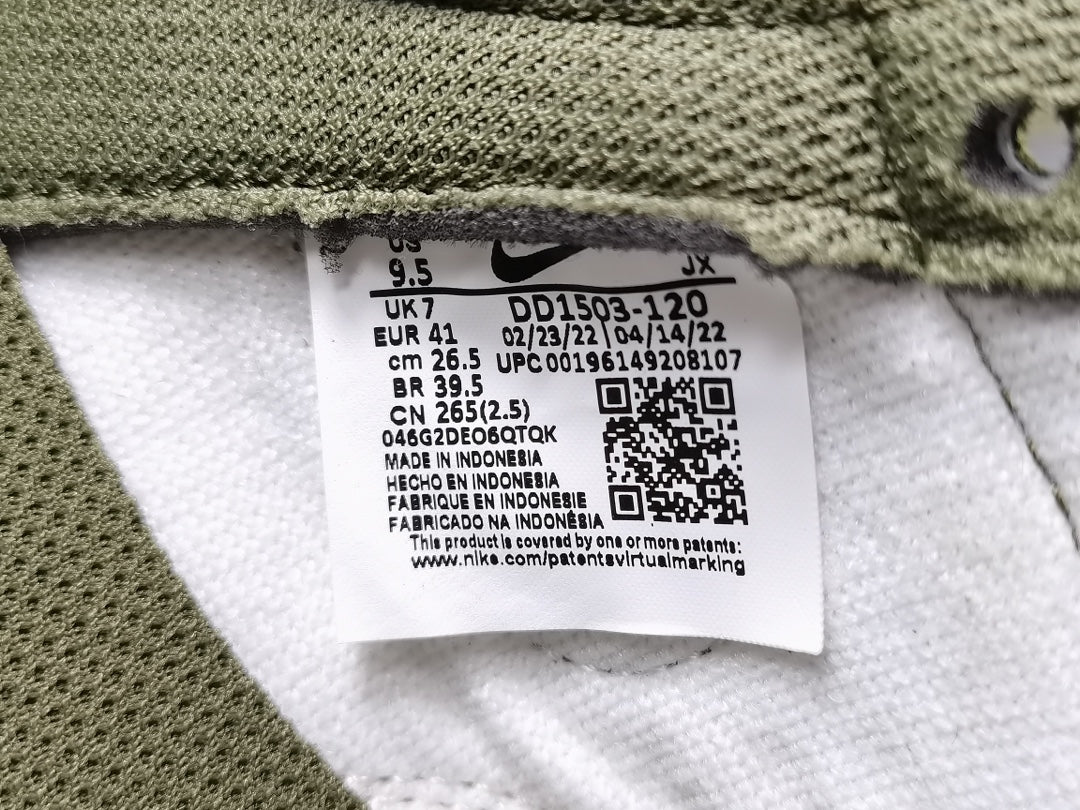 US
9.5 JX
UK 7 DD1503-120
EUR 41 02/23/22\04/14/22
cm 26.5 UPC 00196149208107
BR 39.5
CN 265(2.5)
046G2DEO6QTQK
MADE IN INDONESIA
HECHO EN INDONESIA
FABRIQUE EN INDONESIE
FABRICADO NA INDONÉSIA
This product is covered by one or more patents:
www.nike.com/patentsvirtualmarking